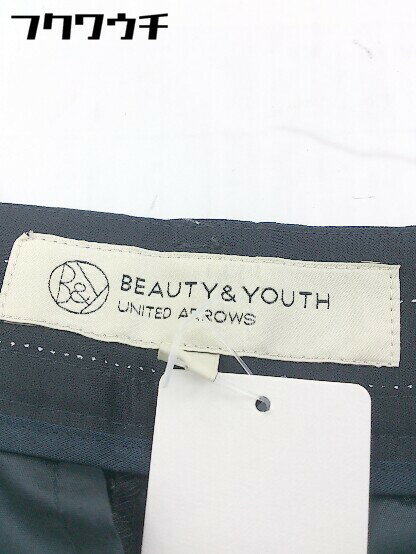 フクワウチ
B&Y
BEAUTY & YOUTH
UNITED ARROWS